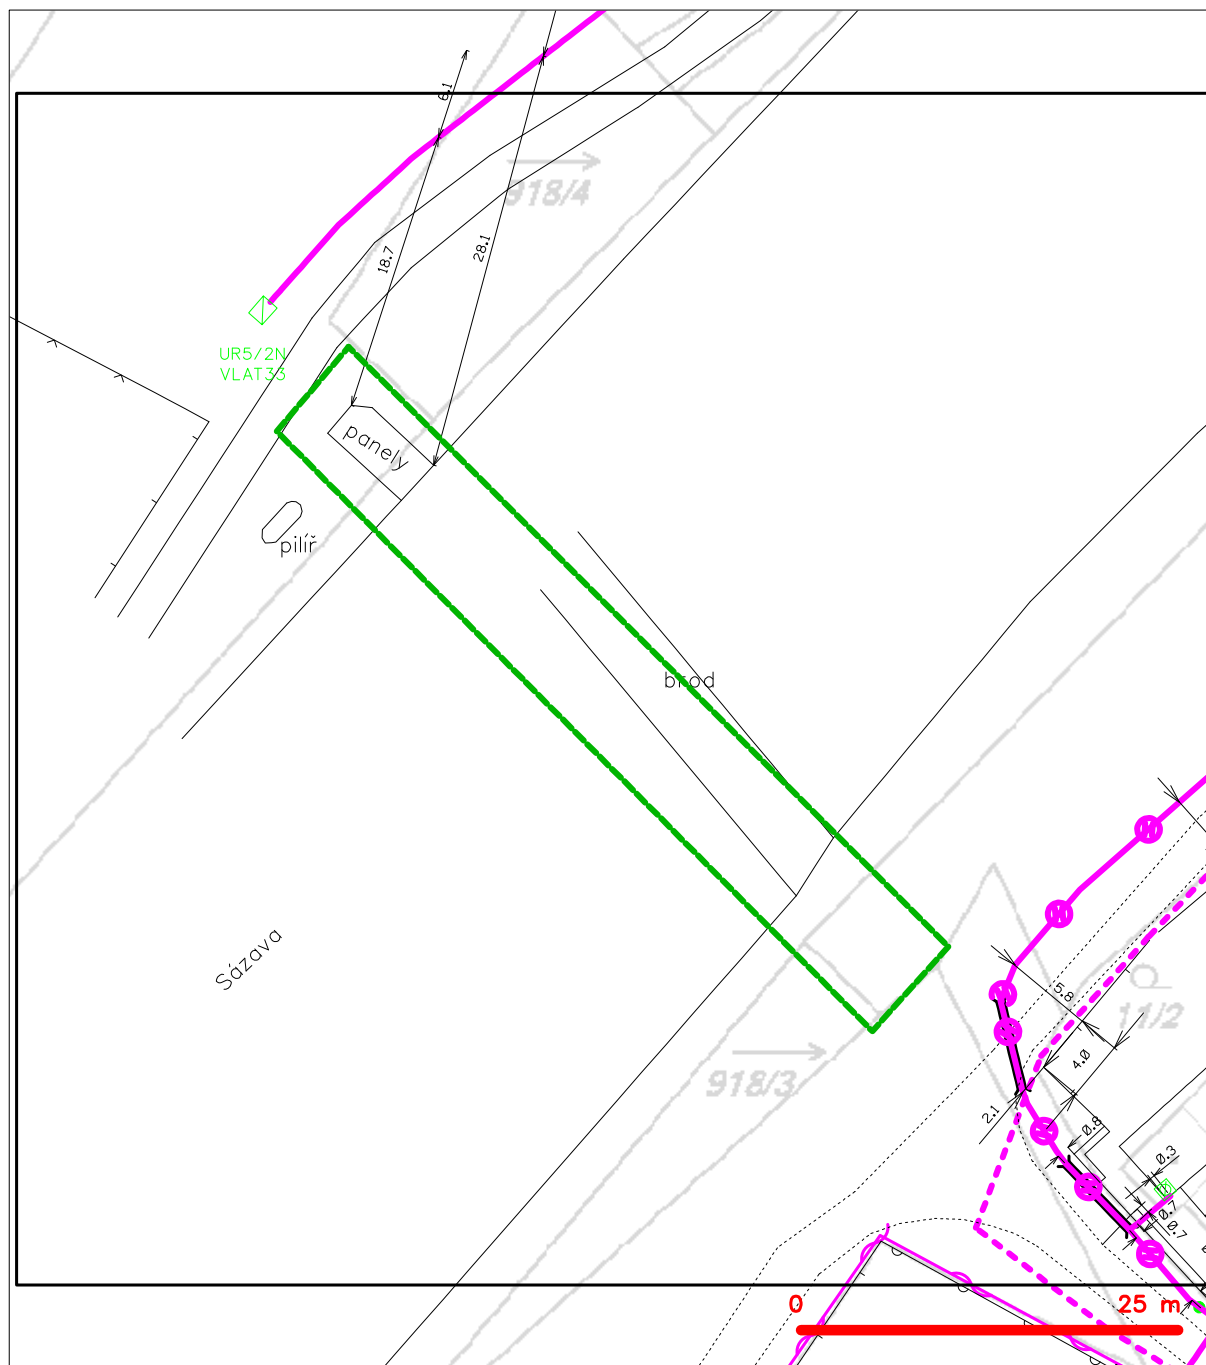 6.1
918/4
18.7
28.1
UR5/2N
VLAT33
panely
pilíř
brod
Sázava
5.8
11/2
4.0
918/3
2.1
0.8
0.3
0.7
0.7
0 25 m